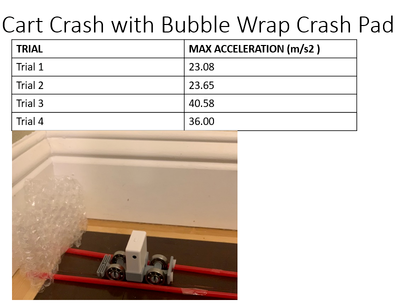 Cart Crash with Bubble Wrap Crash Pad
TRIAL MAX ACCELERATION (m/s2 )
Trial 1 23.08
Trial 2 23.65
Trial 3 40.58
Trial 4 36.00